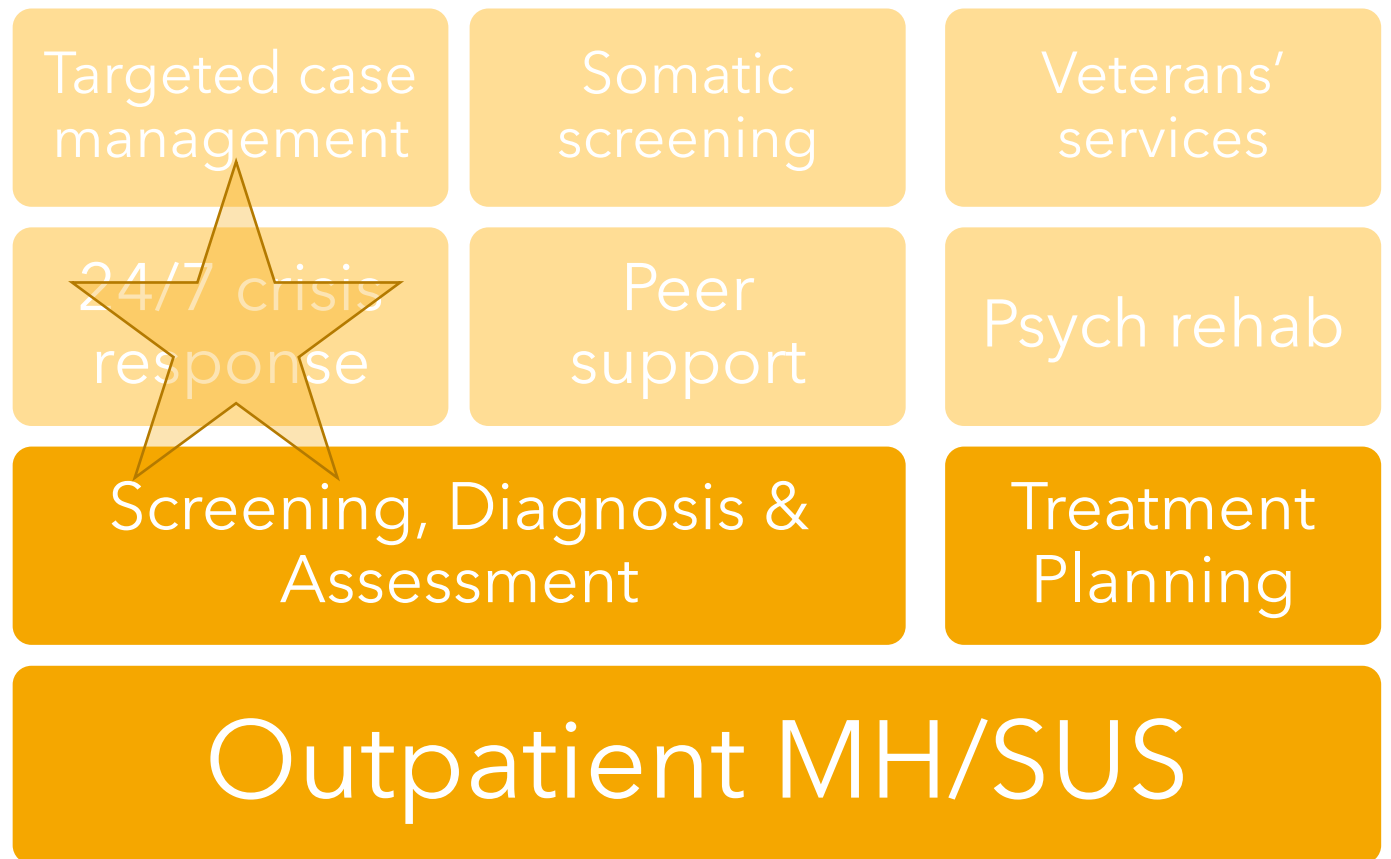 Targeted case
management
Somatic
screening
Veterans’
services
24/7 crisis
response
Peer
support
Psych rehab
Screening, Diagnosis &
Assessment
Treatment
Planning
Outpatient MH/SUS